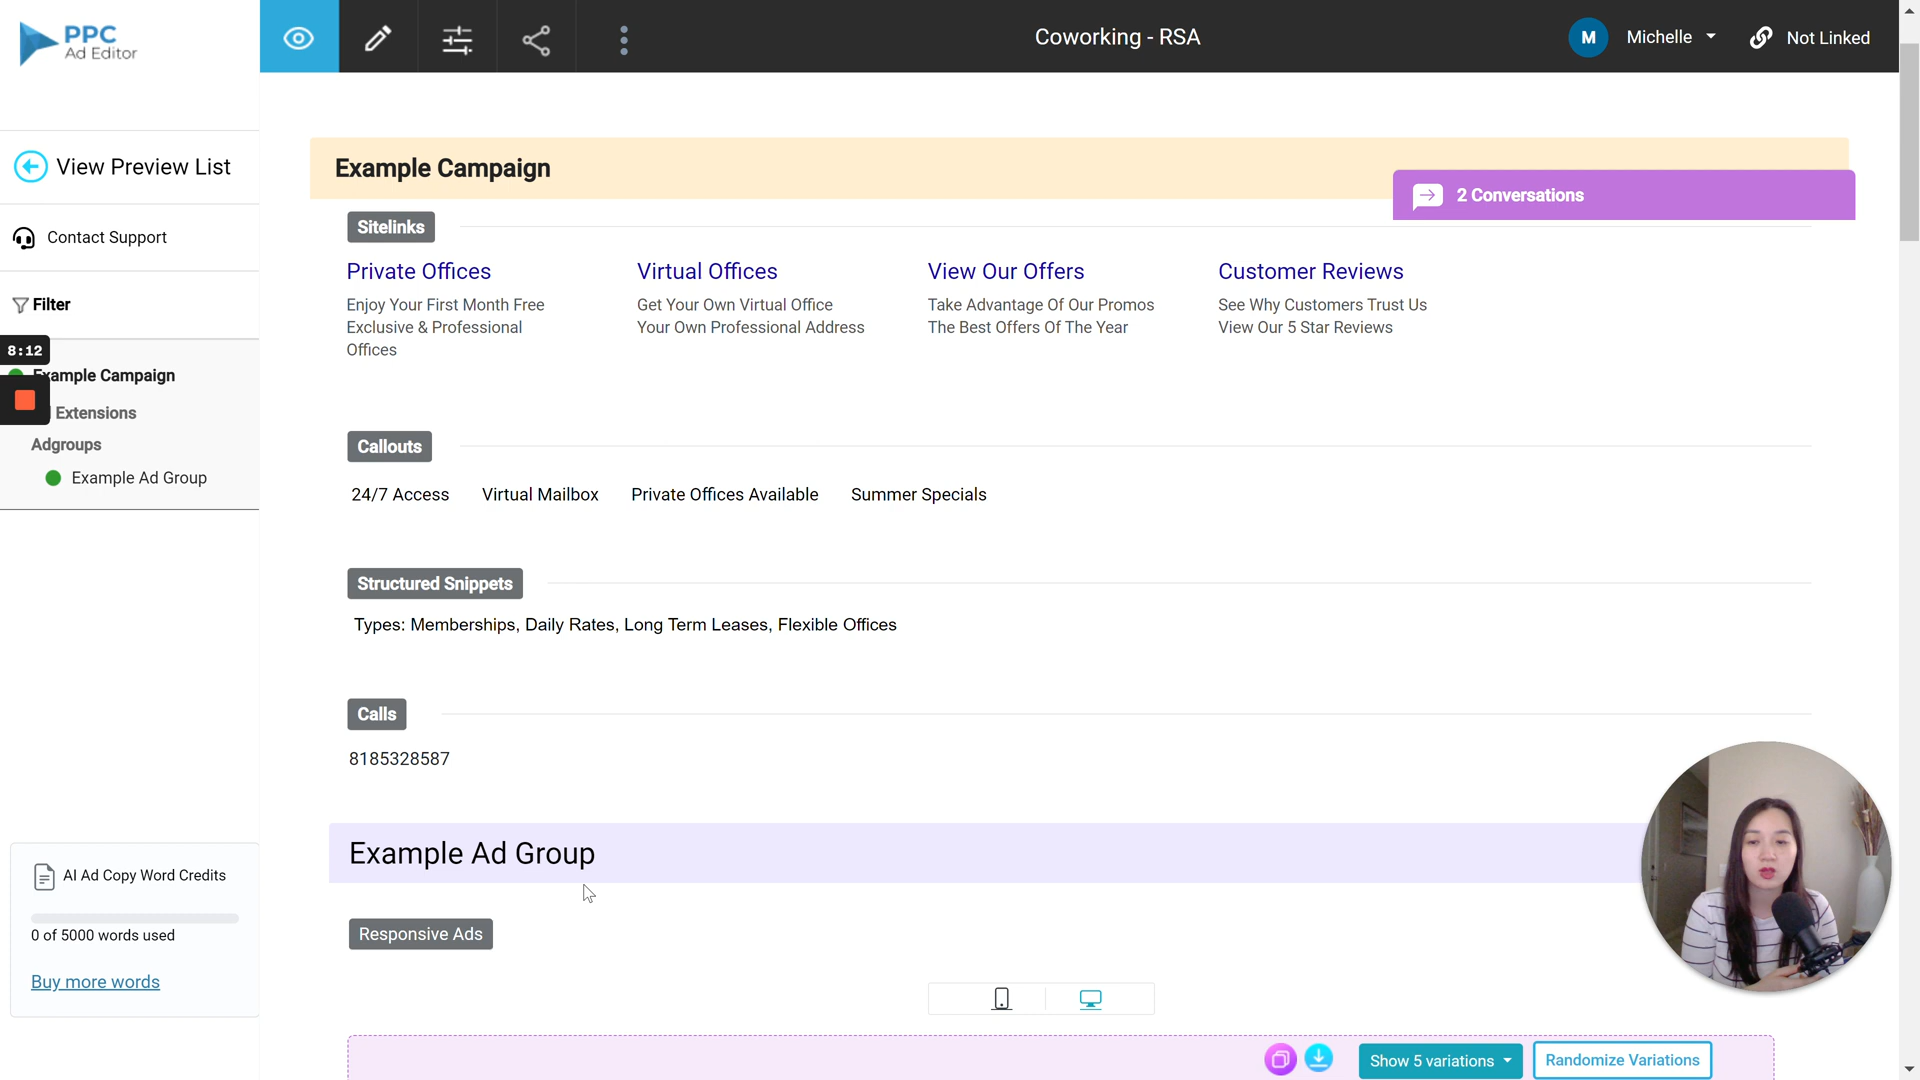 PPC
Ad Editor
Coworking - RSA
M
Michelle
Not Linked
View Preview List
Contact Support
Filter
8:12
Example Campaign
Extensions
Adgroups
Example Ad Group
AI Ad Copy Word Credits
0 of 5000 words used
Buy more words
Example Campaign
2 Conversations
Sitelinks
Private Offices
Enjoy Your First Month Free
Exclusive & Professional
Offices
Virtual Offices
Get Your Own Virtual Office
Your Own Professional Address
View Our Offers
Take Advantage Of Our Promos
The Best Offers Of The Year
Customer Reviews
See Why Customers Trust Us
View Our 5 Star Reviews
Callouts
24/7 Access
Virtual Mailbox
Private Offices Available
Summer Specials
Structured Snippets
Types: Memberships, Daily Rates, Long Term Leases, Flexible Offices
Calls
8185328587
Example Ad Group
Responsive Ads
Show 5 variations
Randomize Variations